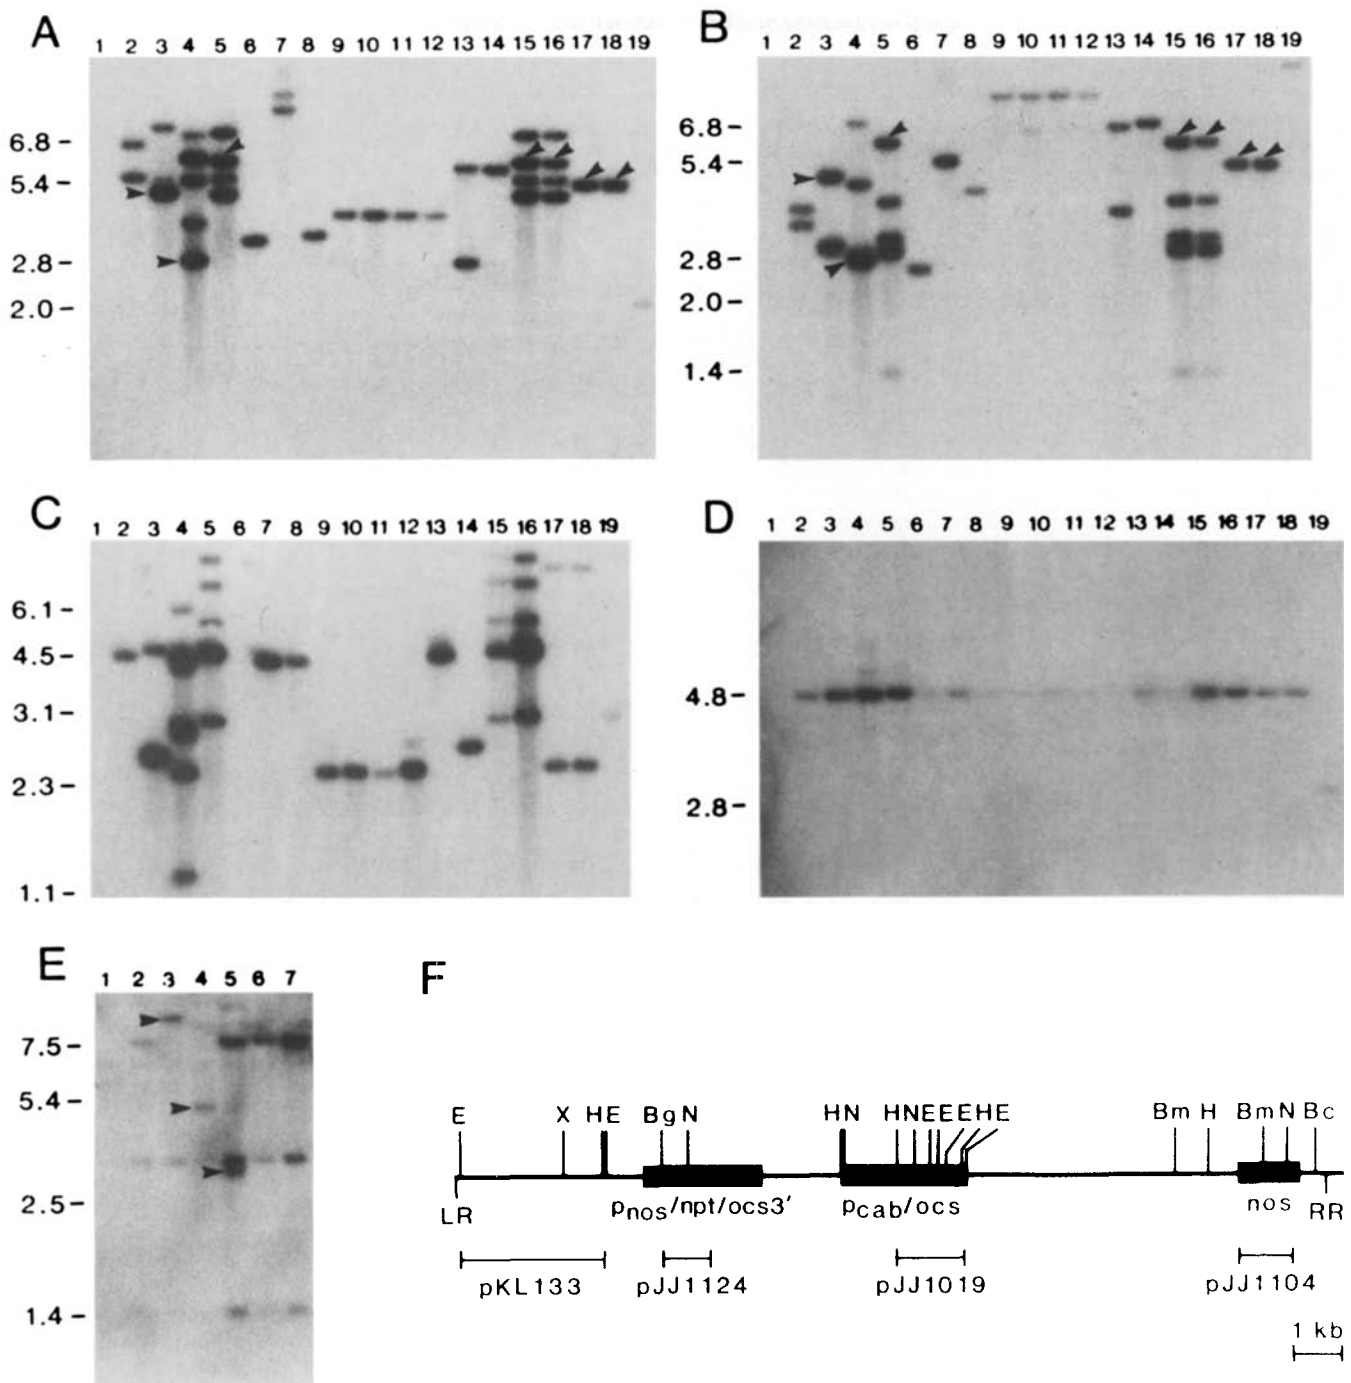 A
1 2 3 4 5 6 7 8 9 10 11 12 13 14 15 16 17 18 19
6.8
5.4
2.8
2.0
B
1 2 3 4 5 6 7 8 9 10 11 12 13 14 15 16 17 18 19
6.8
5.4
2.8
2.0
1.4
C
1 2 3 4 5 6 7 8 9 10 11 12 13 14 15 16 17 18 19
6.1
4.5
3.1
2.3
1.1
D
1 2 3 4 5 6 7 8 9 10 11 12 13 14 15 16 17 18 19
4.8
2.8
E
1 2 3 4 5 6 7
7.5
5.4
2.5
1.4
F
E X HE Bg N HN HNEEEHE Bm H Bm N Bc
LR pnos/npt/ocs3' pcab/ocs nos RR
pKL133 pJJ1124 pJJ1019 pJJ1104
1 kb